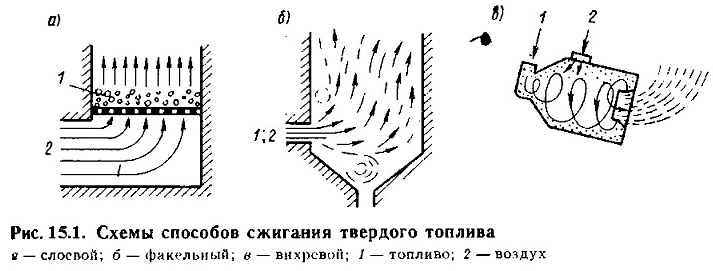 а) б) в)
1 2
1
2 1;2
Рис. 15.1. Схемы способов сжигания твердого топлива
а — слоевой; б — факельный; в — вихревой; 1 — топливо; 2 — воздух